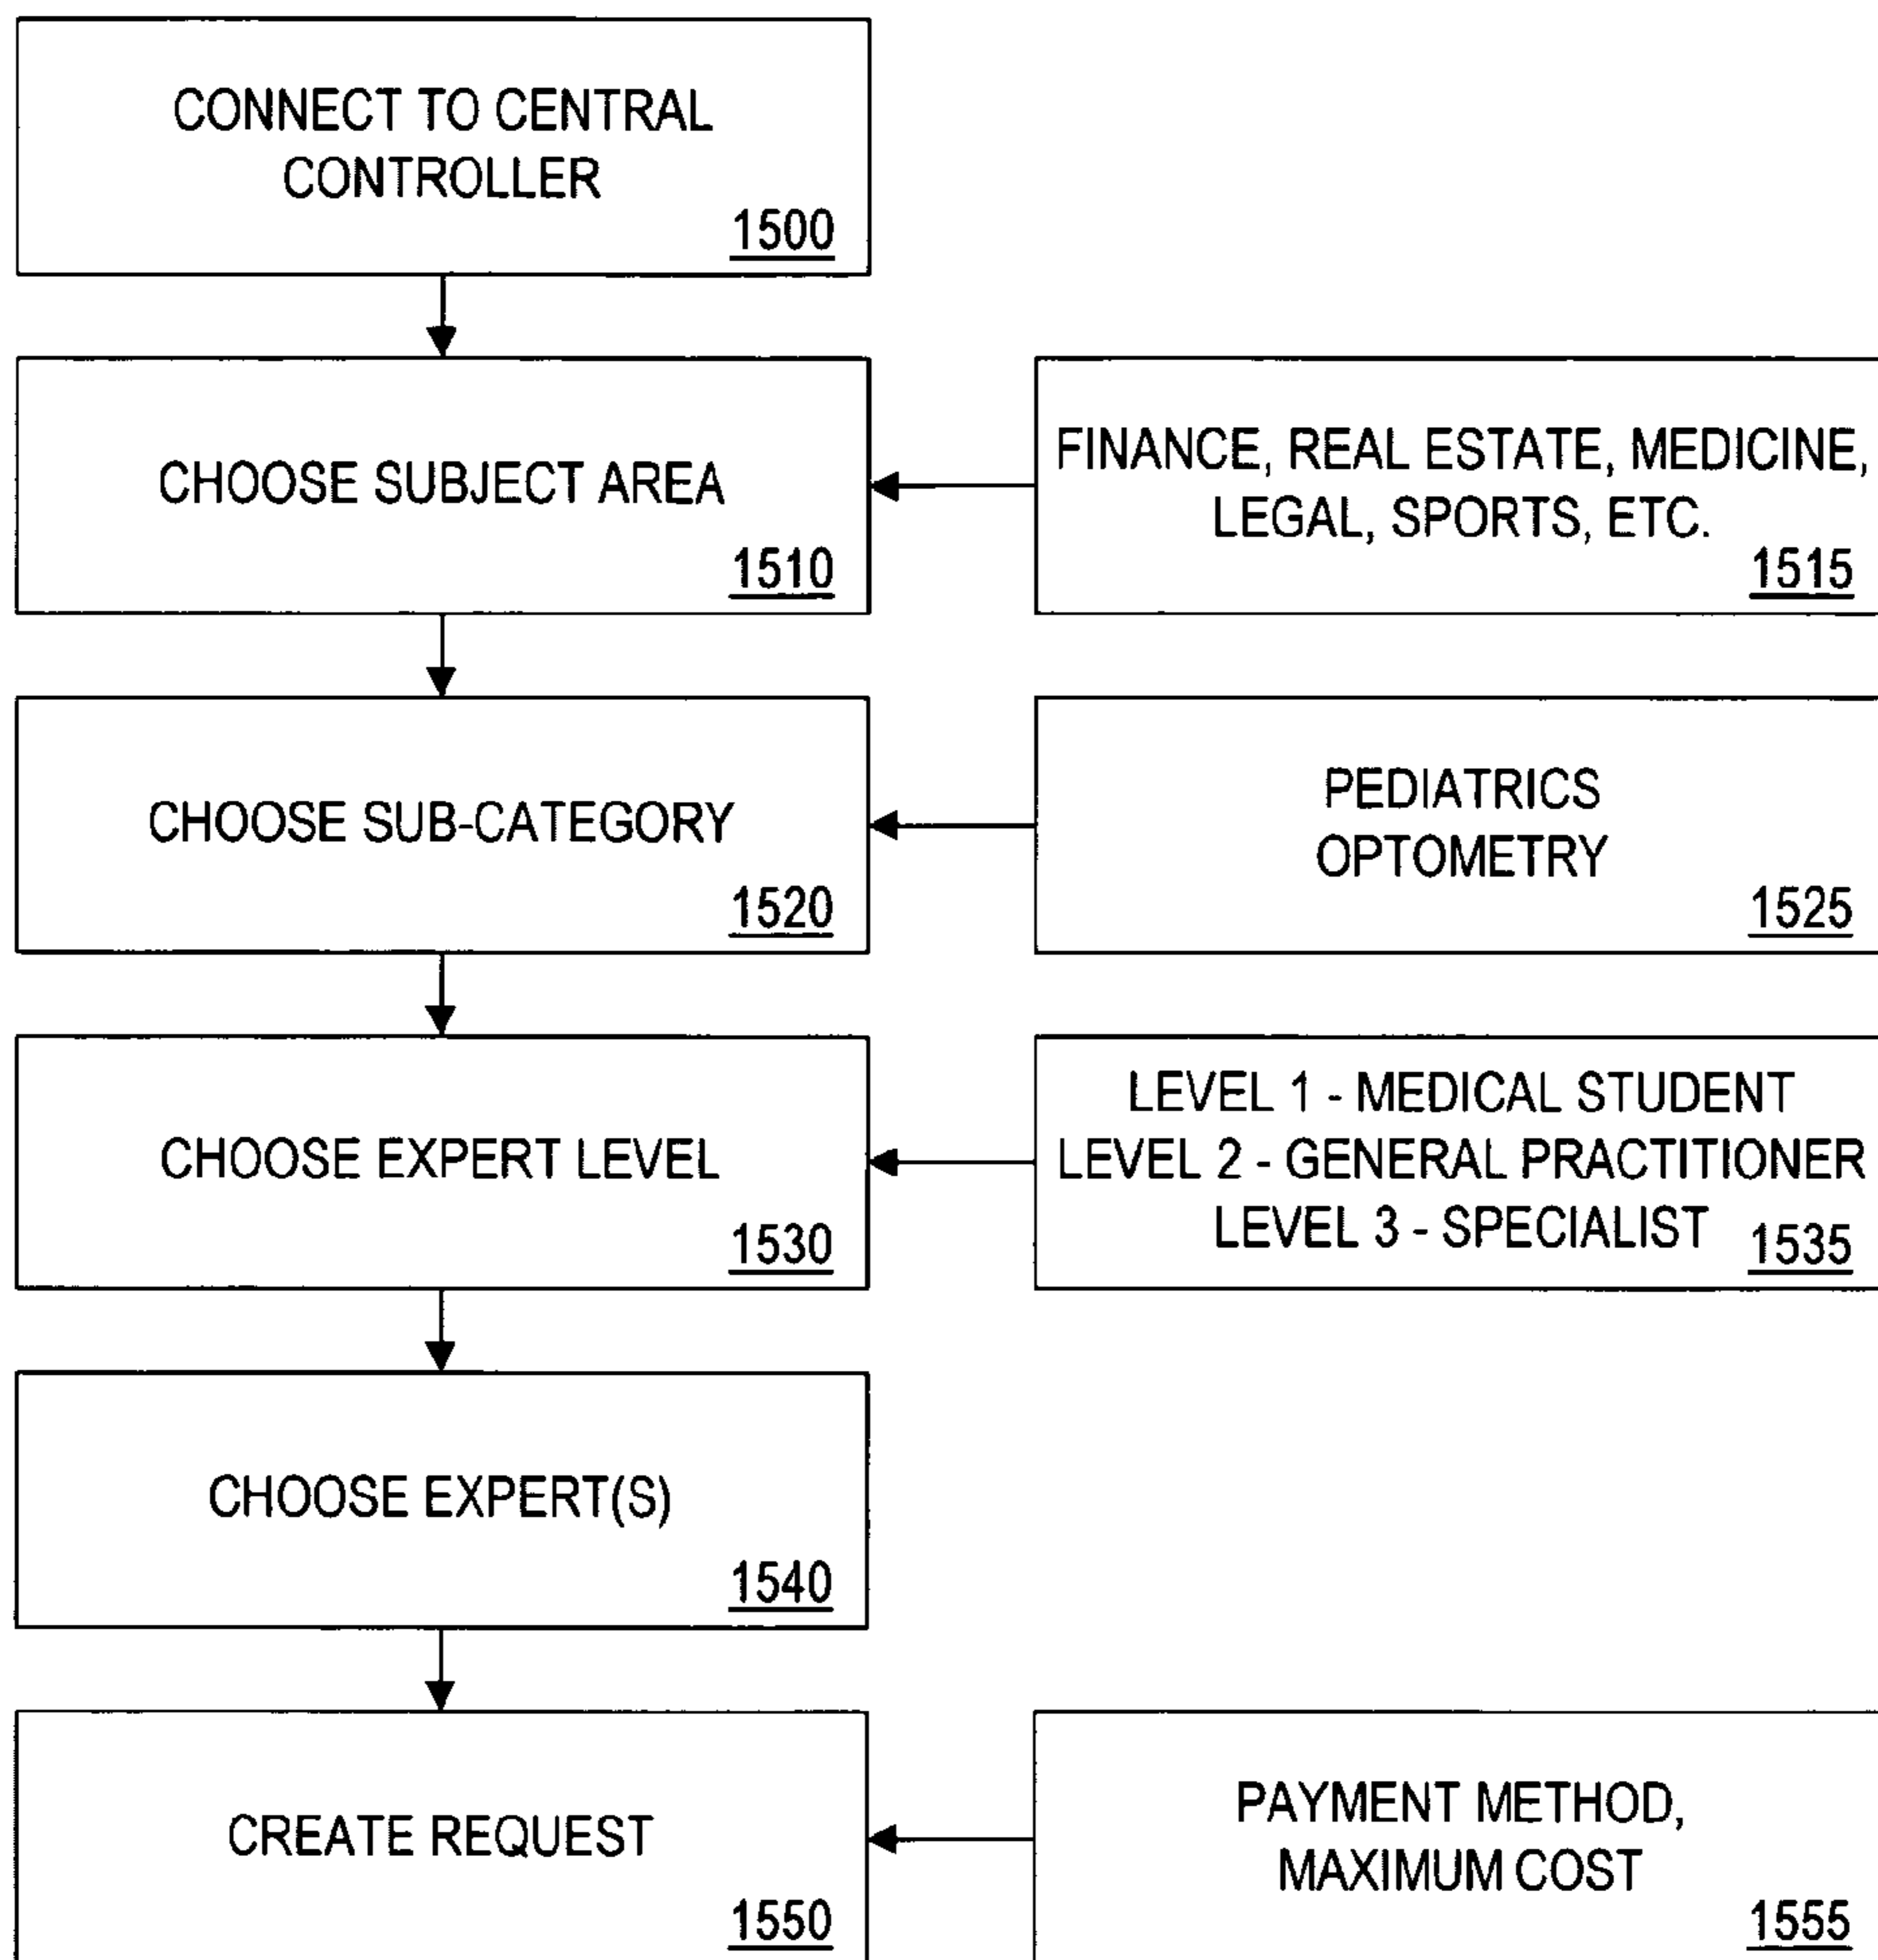 CONNECT TO CENTRAL
CONTROLLER
1500
CHOOSE SUBJECT AREA
1510
FINANCE, REAL ESTATE, MEDICINE,
LEGAL, SPORTS, ETC.
1515
CHOOSE SUB-CATEGORY
1520
PEDIATRICS
OPTOMETRY
1525
CHOOSE EXPERT LEVEL
1530
LEVEL 1 - MEDICAL STUDENT
LEVEL 2 - GENERAL PRACTITIONER
LEVEL 3 - SPECIALIST
1535
CHOOSE EXPERT(S)
1540
CREATE REQUEST
1550
PAYMENT METHOD,
MAXIMUM COST
1555